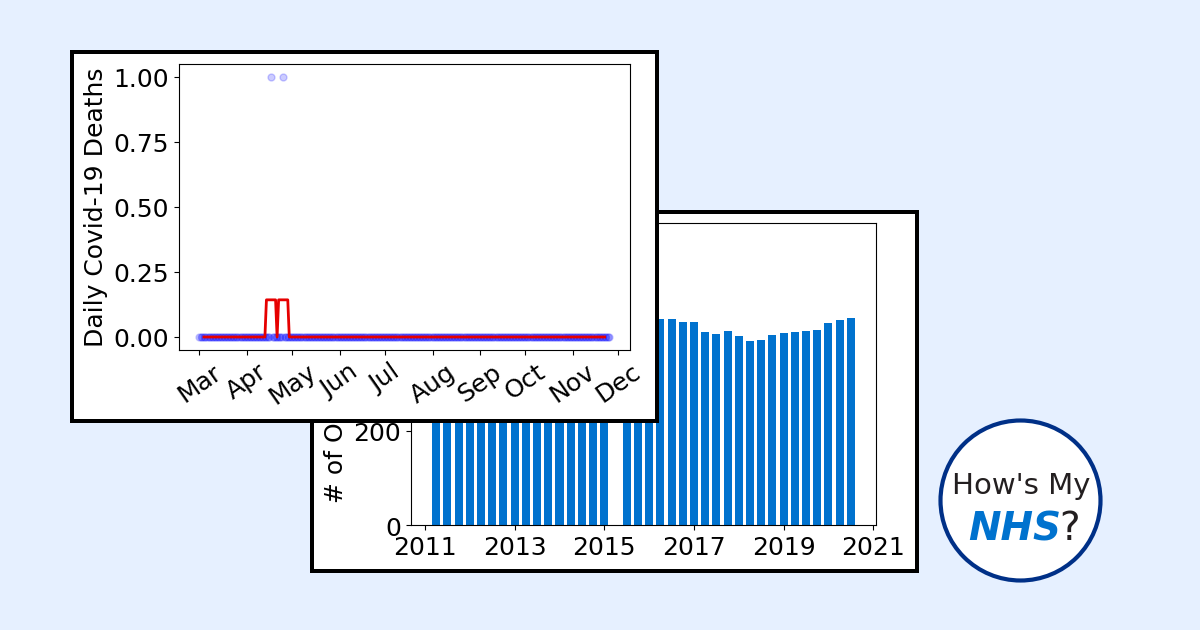 Daily Covid-19 Deaths
1.00
0.75
0.50
0.25
0.00
Mar Apr May Jun Jul Aug Sep Oct Nov Dec
# of O
200
0
2011 2013 2015 2017 2019 2021
How's My
NHS?